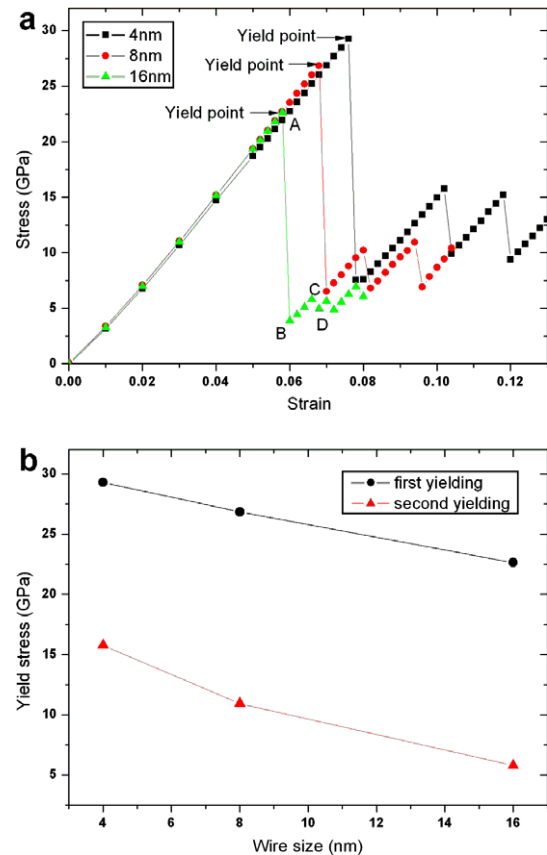 a
4nm
8nm
16nm
Yield point
Yield point
Yield point
A
B
C
D
30
25
20
15
10
5
0
Stress (GPa)
0.00 0.02 0.04 0.06 0.08 0.10 0.12
Strain
b
first yielding
second yielding
30
25
20
15
10
5
Yield stress (GPa)
4 6 8 10 12 14 16
Wire size (nm)